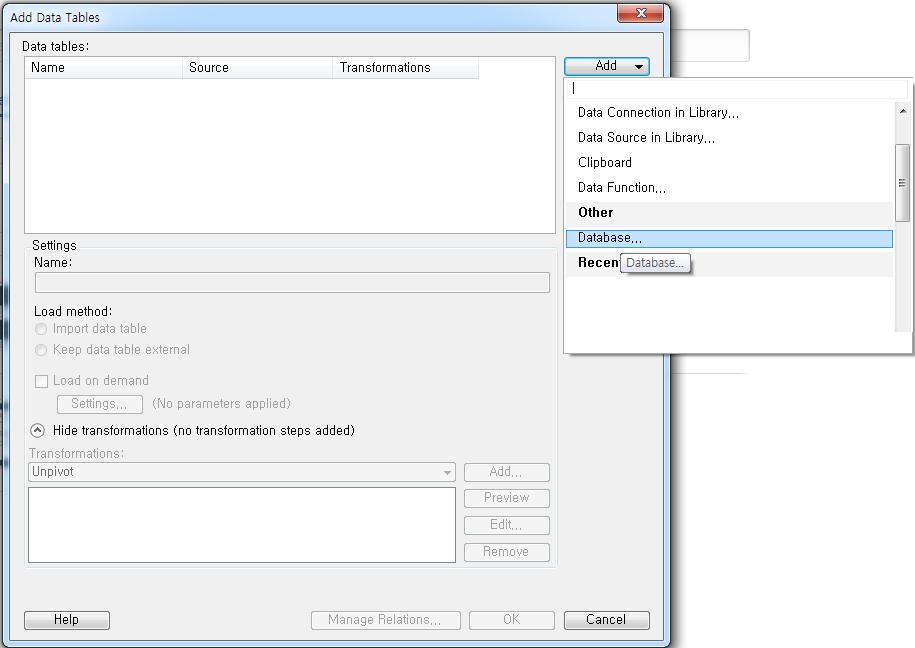 Add Data Tables
Data tables:
Name Source Transformations
Add
Data Connection in Library...
Data Source in Library...
Clipboard
Data Function...
Other
Database...
Recen
Database...
Settings
Name:
Load method:
Import data table
Keep data table external
Load on demand
Settings... (No parameters applied)
Hide transformations (no transformation steps added)
Transformations:
Unpivot
Add...
Preview
Edit...
Remove
Help
Manage Relations...
OK
Cancel